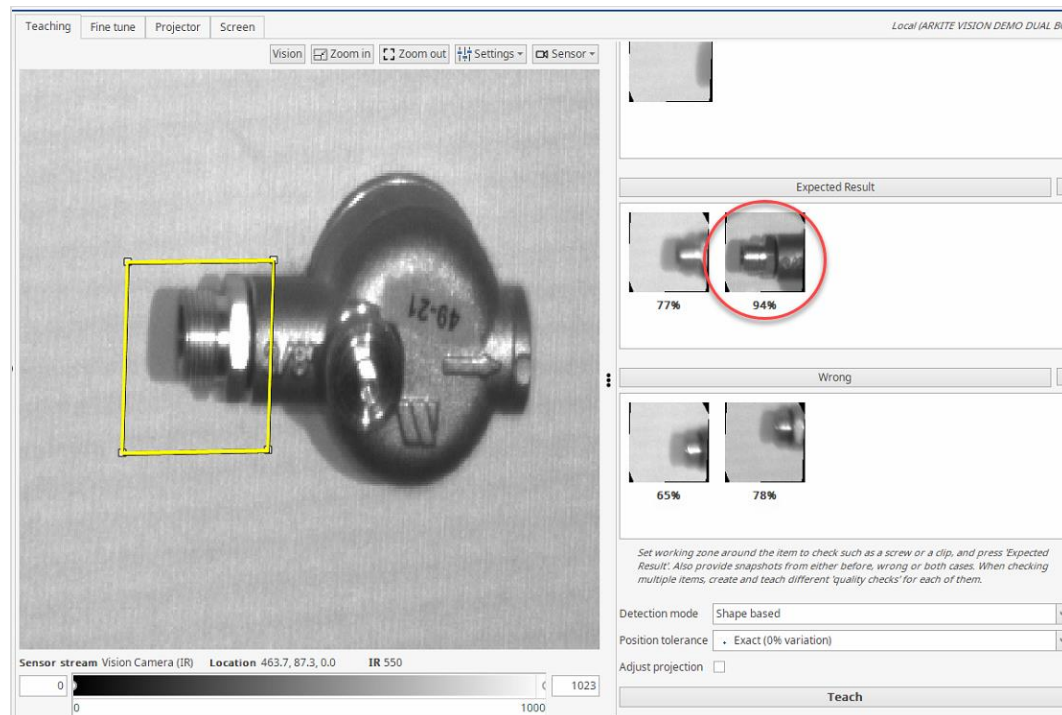 Teaching Fine tune Projector Screen
Local (ARKITE VISION DEMO DUAL
Vision Zoom in Zoom out Settings Sensor
Expected Result
77% 94%
Wrong
49-21
65% 78%
Set working zone around the item to check such as a screw or a clip, and press 'Expected
Result'. Also provide snapshots from either before, wrong or both cases. When checking
multiple items, create and teach different 'quality checks' for each of them.
Detection mode Shape based
Position tolerance Exact (0% variation)
Adjust projection
Sensor stream Vision Camera (IR) Location 463.7, 87.3, 0.0 IR 550
0 1023
0 1000
Teach